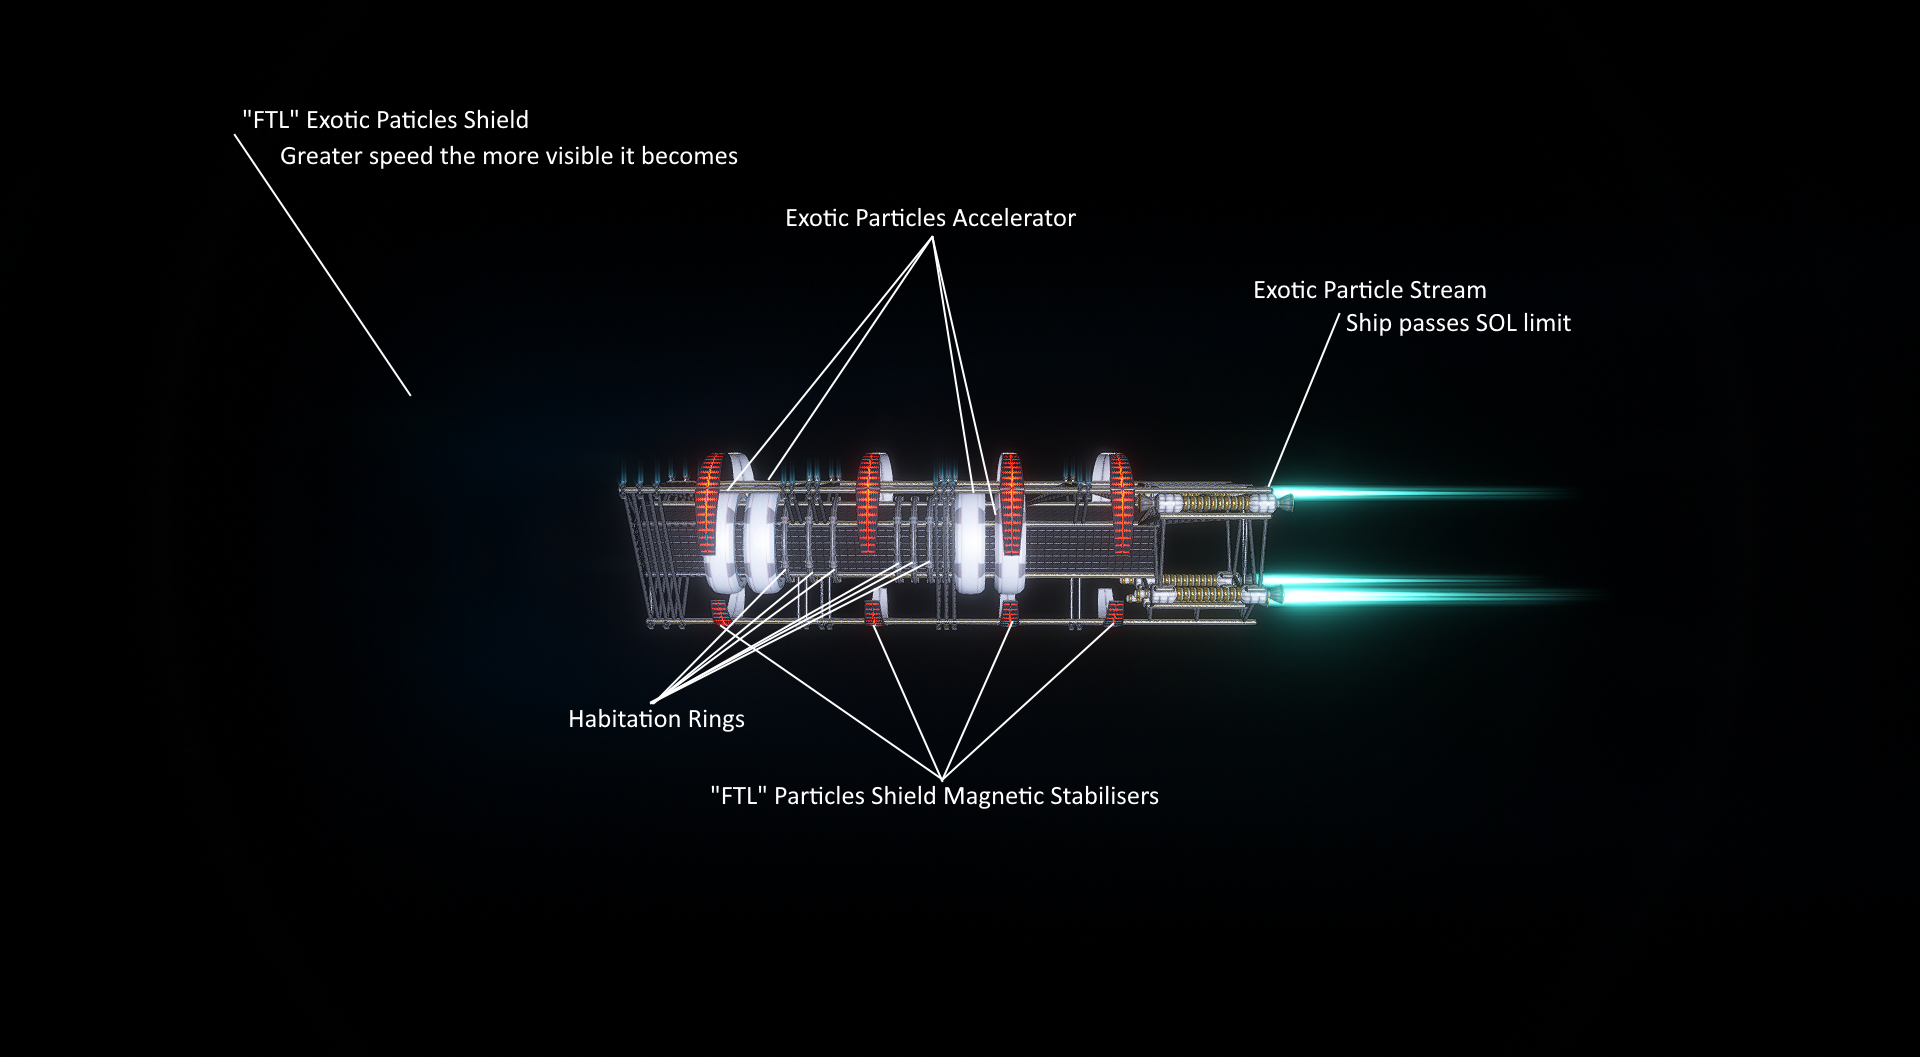 "FTL" Exotic Paticles Shield
Greater speed the more visible it becomes
Exotic Particles Accelerator
Exotic Particle Stream
Ship passes SOL limit
Habitation Rings
"FTL" Particles Shield Magnetic Stabilisers